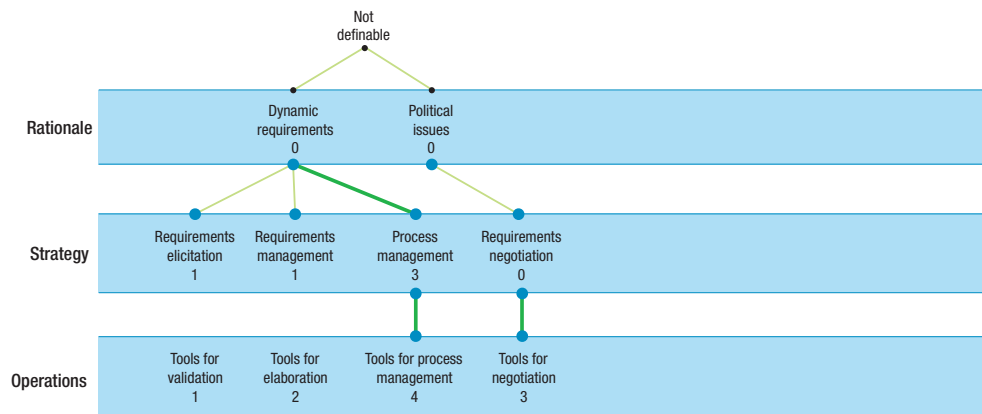 Not
definable
Rationale
Dynamic
requirements
0
Political
issues
0
Strategy
Requirements
elicitation
1
Requirements
management
1
Process
management
3
Requirements
negotiation
0
Operations
Tools for
validation
1
Tools for
elaboration
2
Tools for process
management
4
Tools for
negotiation
3